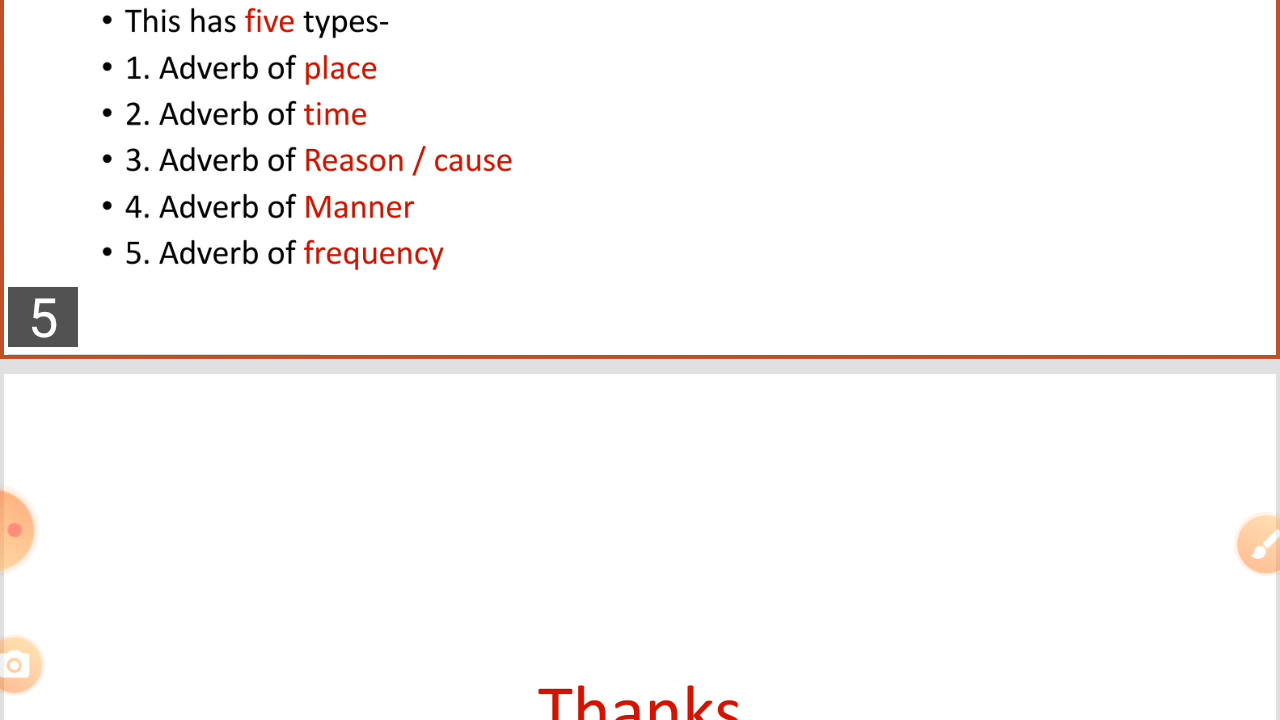 • This has five types-
• 1. Adverb of place
• 2. Adverb of time
• 3. Adverb of Reason / cause
• 4. Adverb of Manner
• 5. Adverb of frequency
5
Thanks